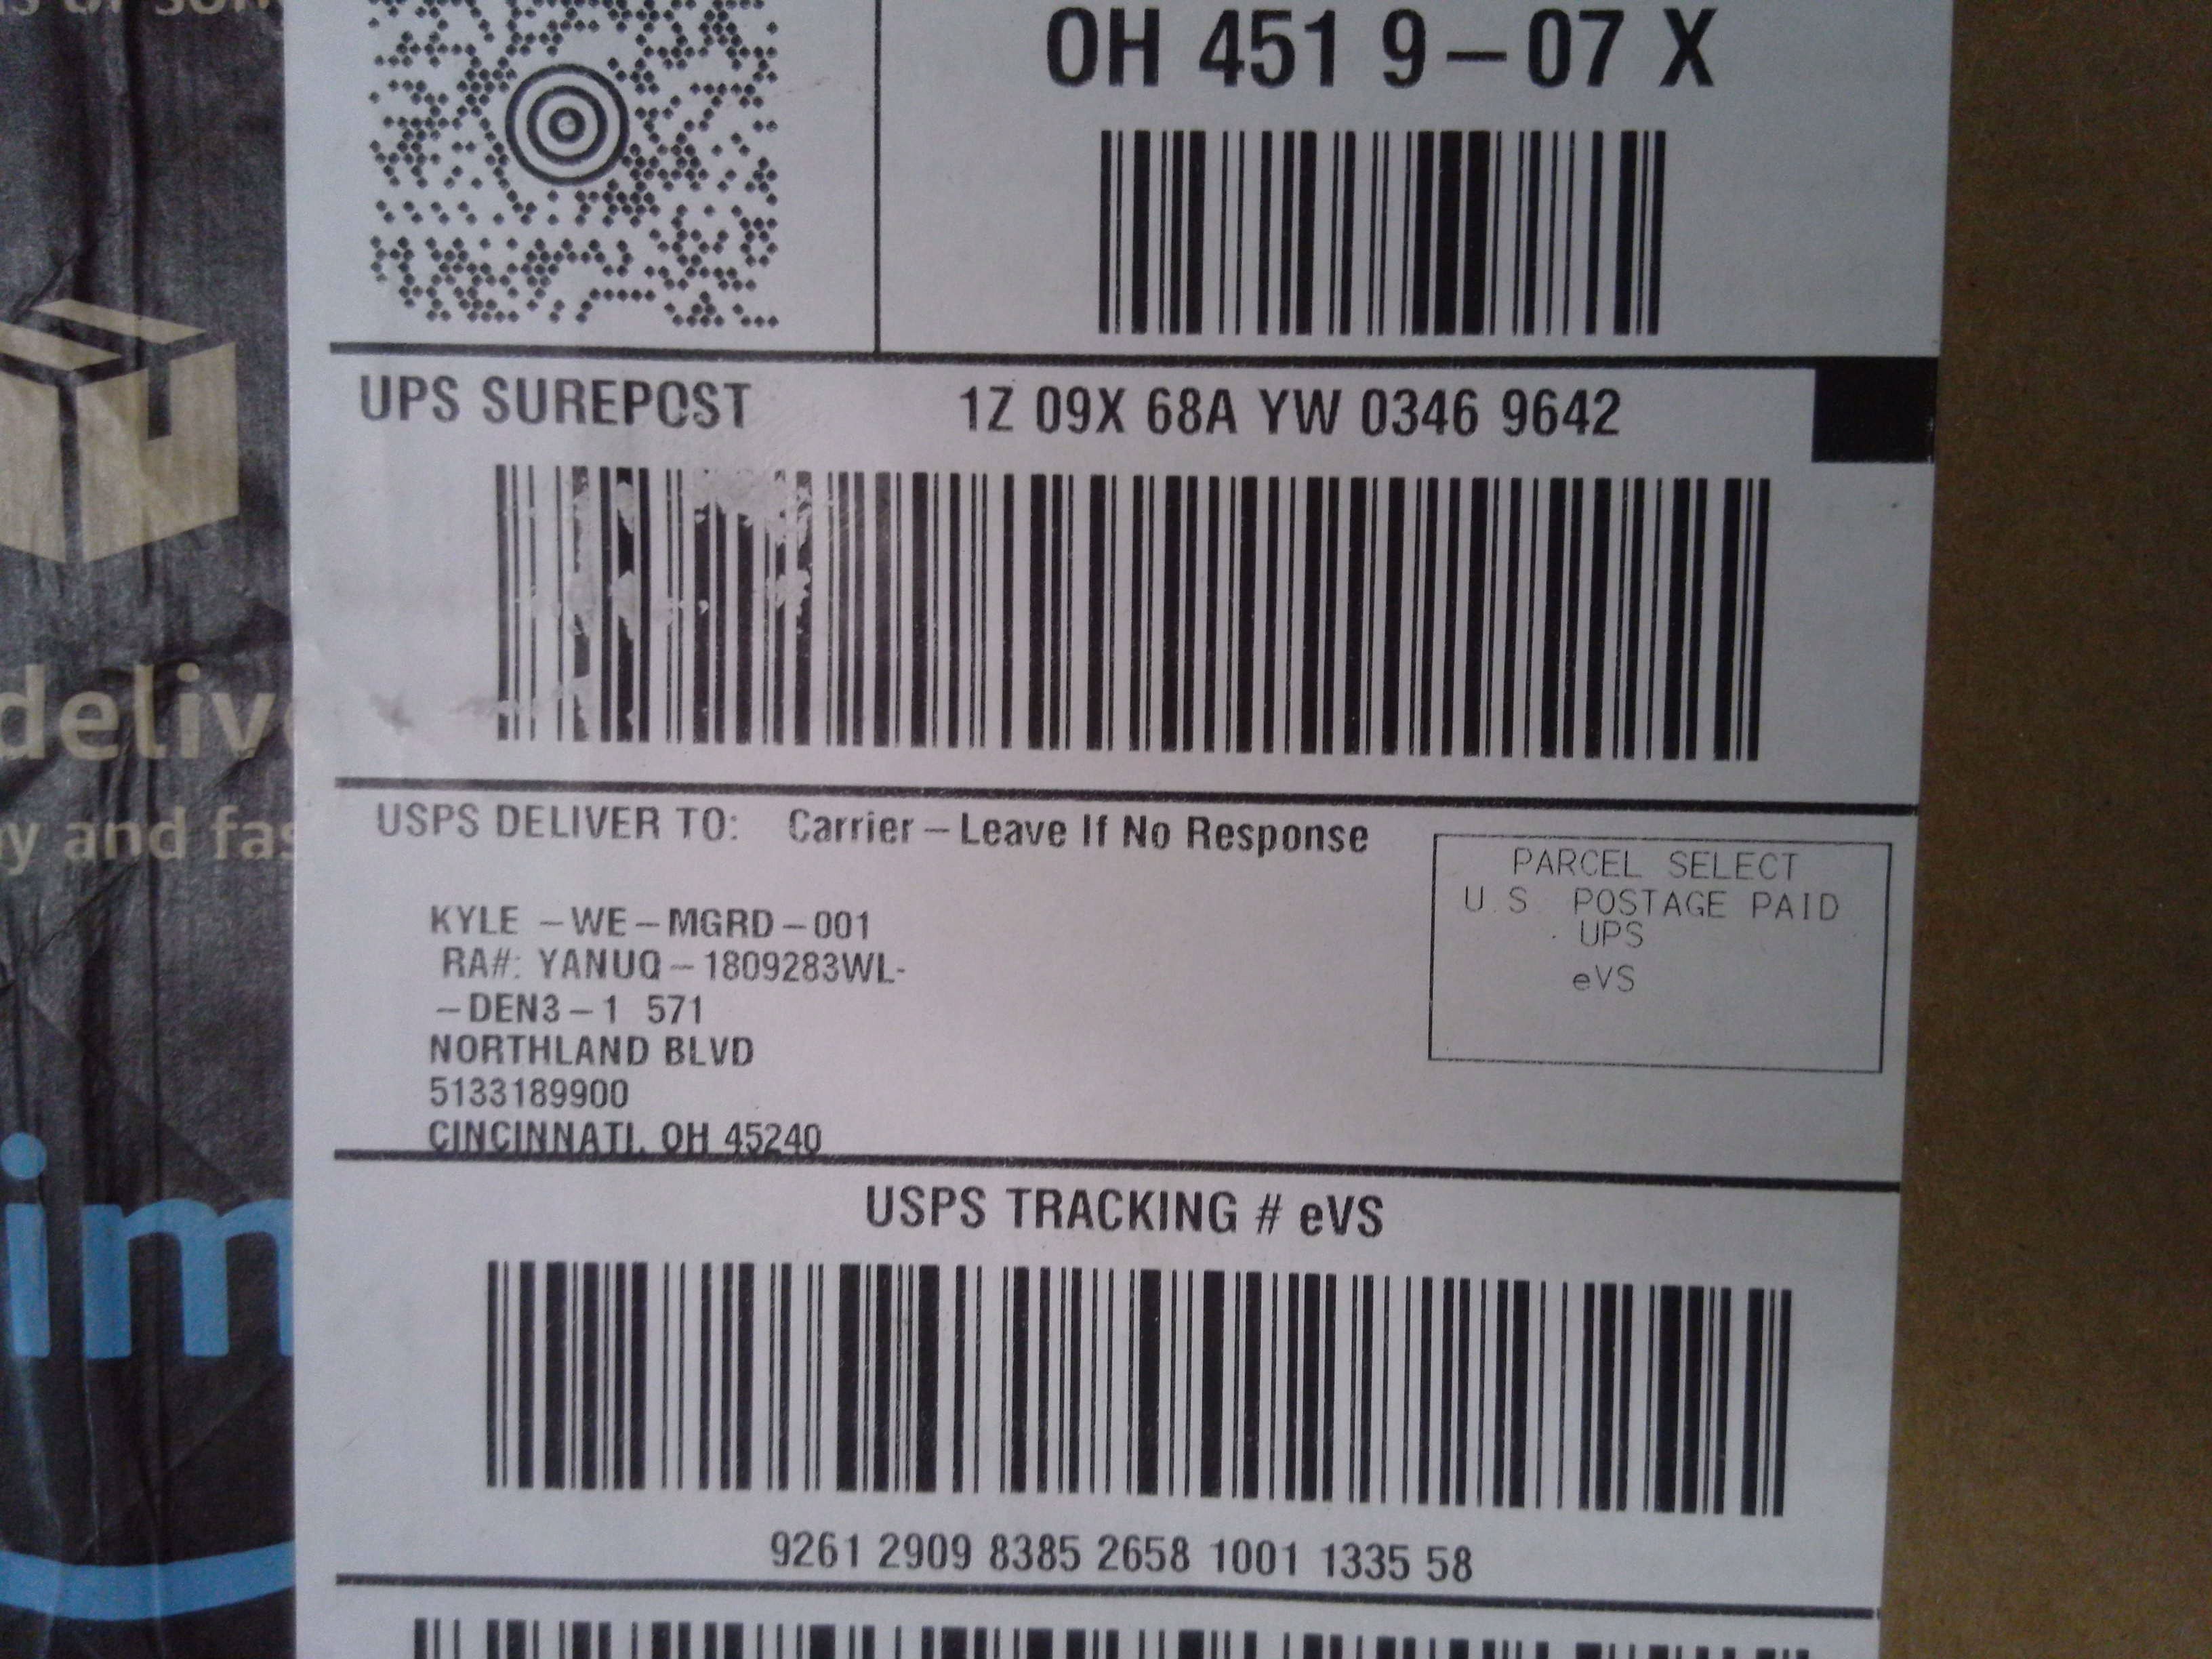 OH 451 9 – 07 X
UPS SUREPOST 1Z 09X 68A YW 0346 9642
deliv
USPS DELIVER TO: Carrier – Leave If No Response
y and fas
PARCEL SELECT
U S POSTAGE PAID
UPS
eVS
KYLE – WE – MGRD – 001
RA#: YANUQ – 1809283WL-
– DEN3 – 1 571
NORTHLAND BLVD
5133189900
CINCINNATI, OH 45240
im
USPS TRACKING # eVS
9261 2909 8385 2658 1001 1335 58